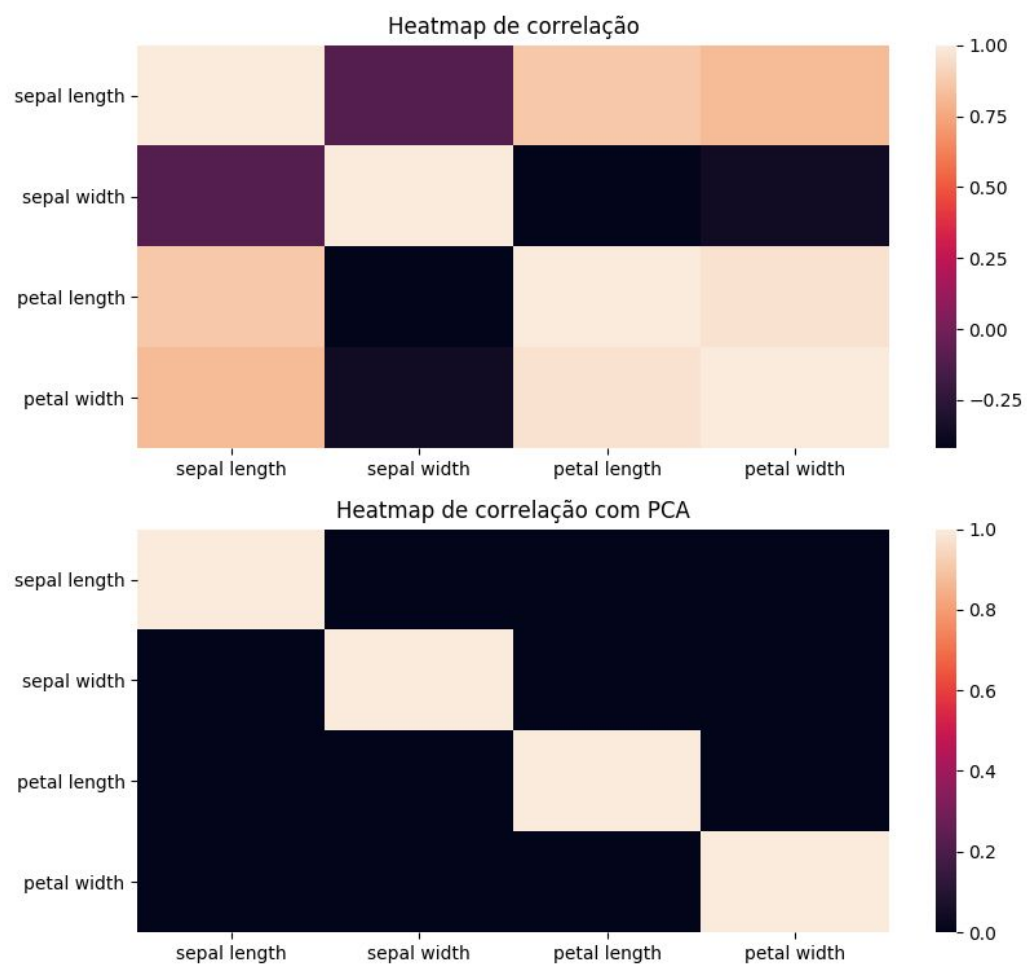 Heatmap de correlação
sepal length
sepal width
petal length
petal width
sepal length sepal width petal length petal width
1.00
0.75
0.50
0.25
0.00
−0.25
Heatmap de correlação com PCA
sepal length
sepal width
petal length
petal width
sepal length sepal width petal length petal width
1.0
0.8
0.6
0.4
0.2
0.0